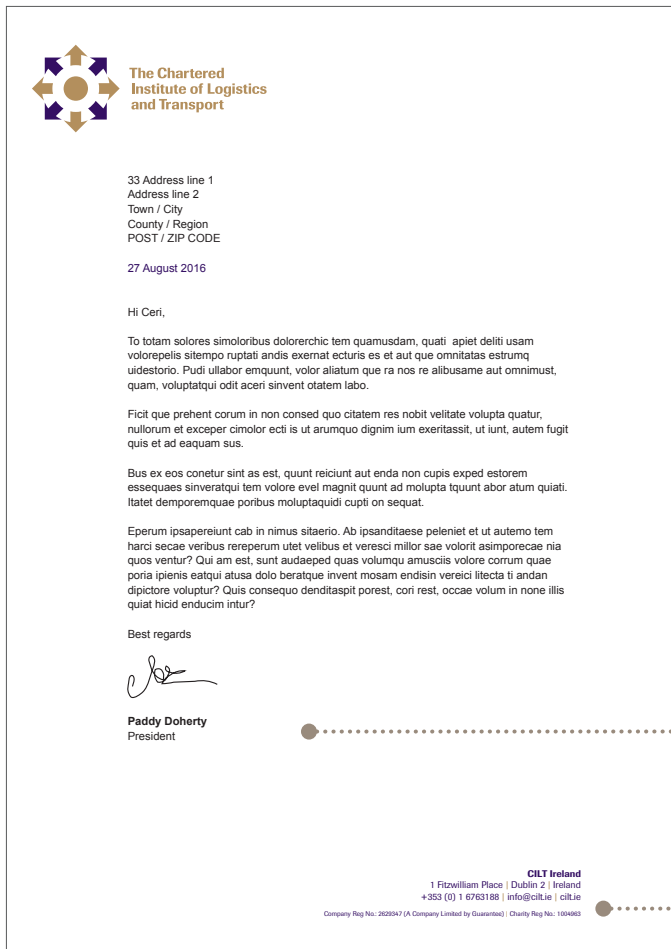 The Chartered
Institute of Logistics
and Transport
33 Address line 1
Address line 2
Town / City
County / Region
POST / ZIP CODE
27 August 2016
Hi Ceri,
To totam solores simoloribus dolorerchic tem quamusdam, quati  apiet deliti usam
volorepelis sitempo ruptati andis exernat ecturis es et aut que omnitatas estrumq
uidestorio. Pudi ullabor emqunt, volor aliatum que ra nos re alibusame aut omnimust,
quam, voluptatqui odit aceri sinvent otatem labo.
Ficit que prehent corum in non consed quo citatem res nobit velitate volupta quatur,
nullorum et exceper cimolor ecti is ut arumquo dignim ium exeritassit, ut iunt, autem fugit
quis et ad eaquam sus.
Bus ex eos conetur sint as est, quunt reiciunt aut enda non cupis exped estorem
essequaes sinveratqui tem volore evel magnit quunt ad molupta tquunt abor atum quiati.
Itatet demporemquae poribus moluptaquidi cupti on sequat.
Eperum ipsapereiunt cab in nimus sitaerio. Ab ipsanditaese peleniet et ut autemo tem
harci secae veribus rereperum utet velibus et veresci millor sae volorit asimporecae nia
quos ventur? Qui am est, sunt audaeped quas volumqu amusciis volore corrum quae
poria ipienis eatqui atusa dolo beratque invent mosam endisin vereici litecta ti andan
dipictore voluptur? Quis consequo denditaspit porest, cori rest, occae volum in none illis
quiat hicid enducim intur?
Best regards
Paddy Doherty
President
CILT Ireland
1 Fitzwilliam Place | Dublin 2 | Ireland
+353 (0) 1 6763188 | info@cilt.ie | cilt.ie
Company Reg No.: 2629347 (A Company Limited by Guarantee) | Charity Reg No.: 1004963